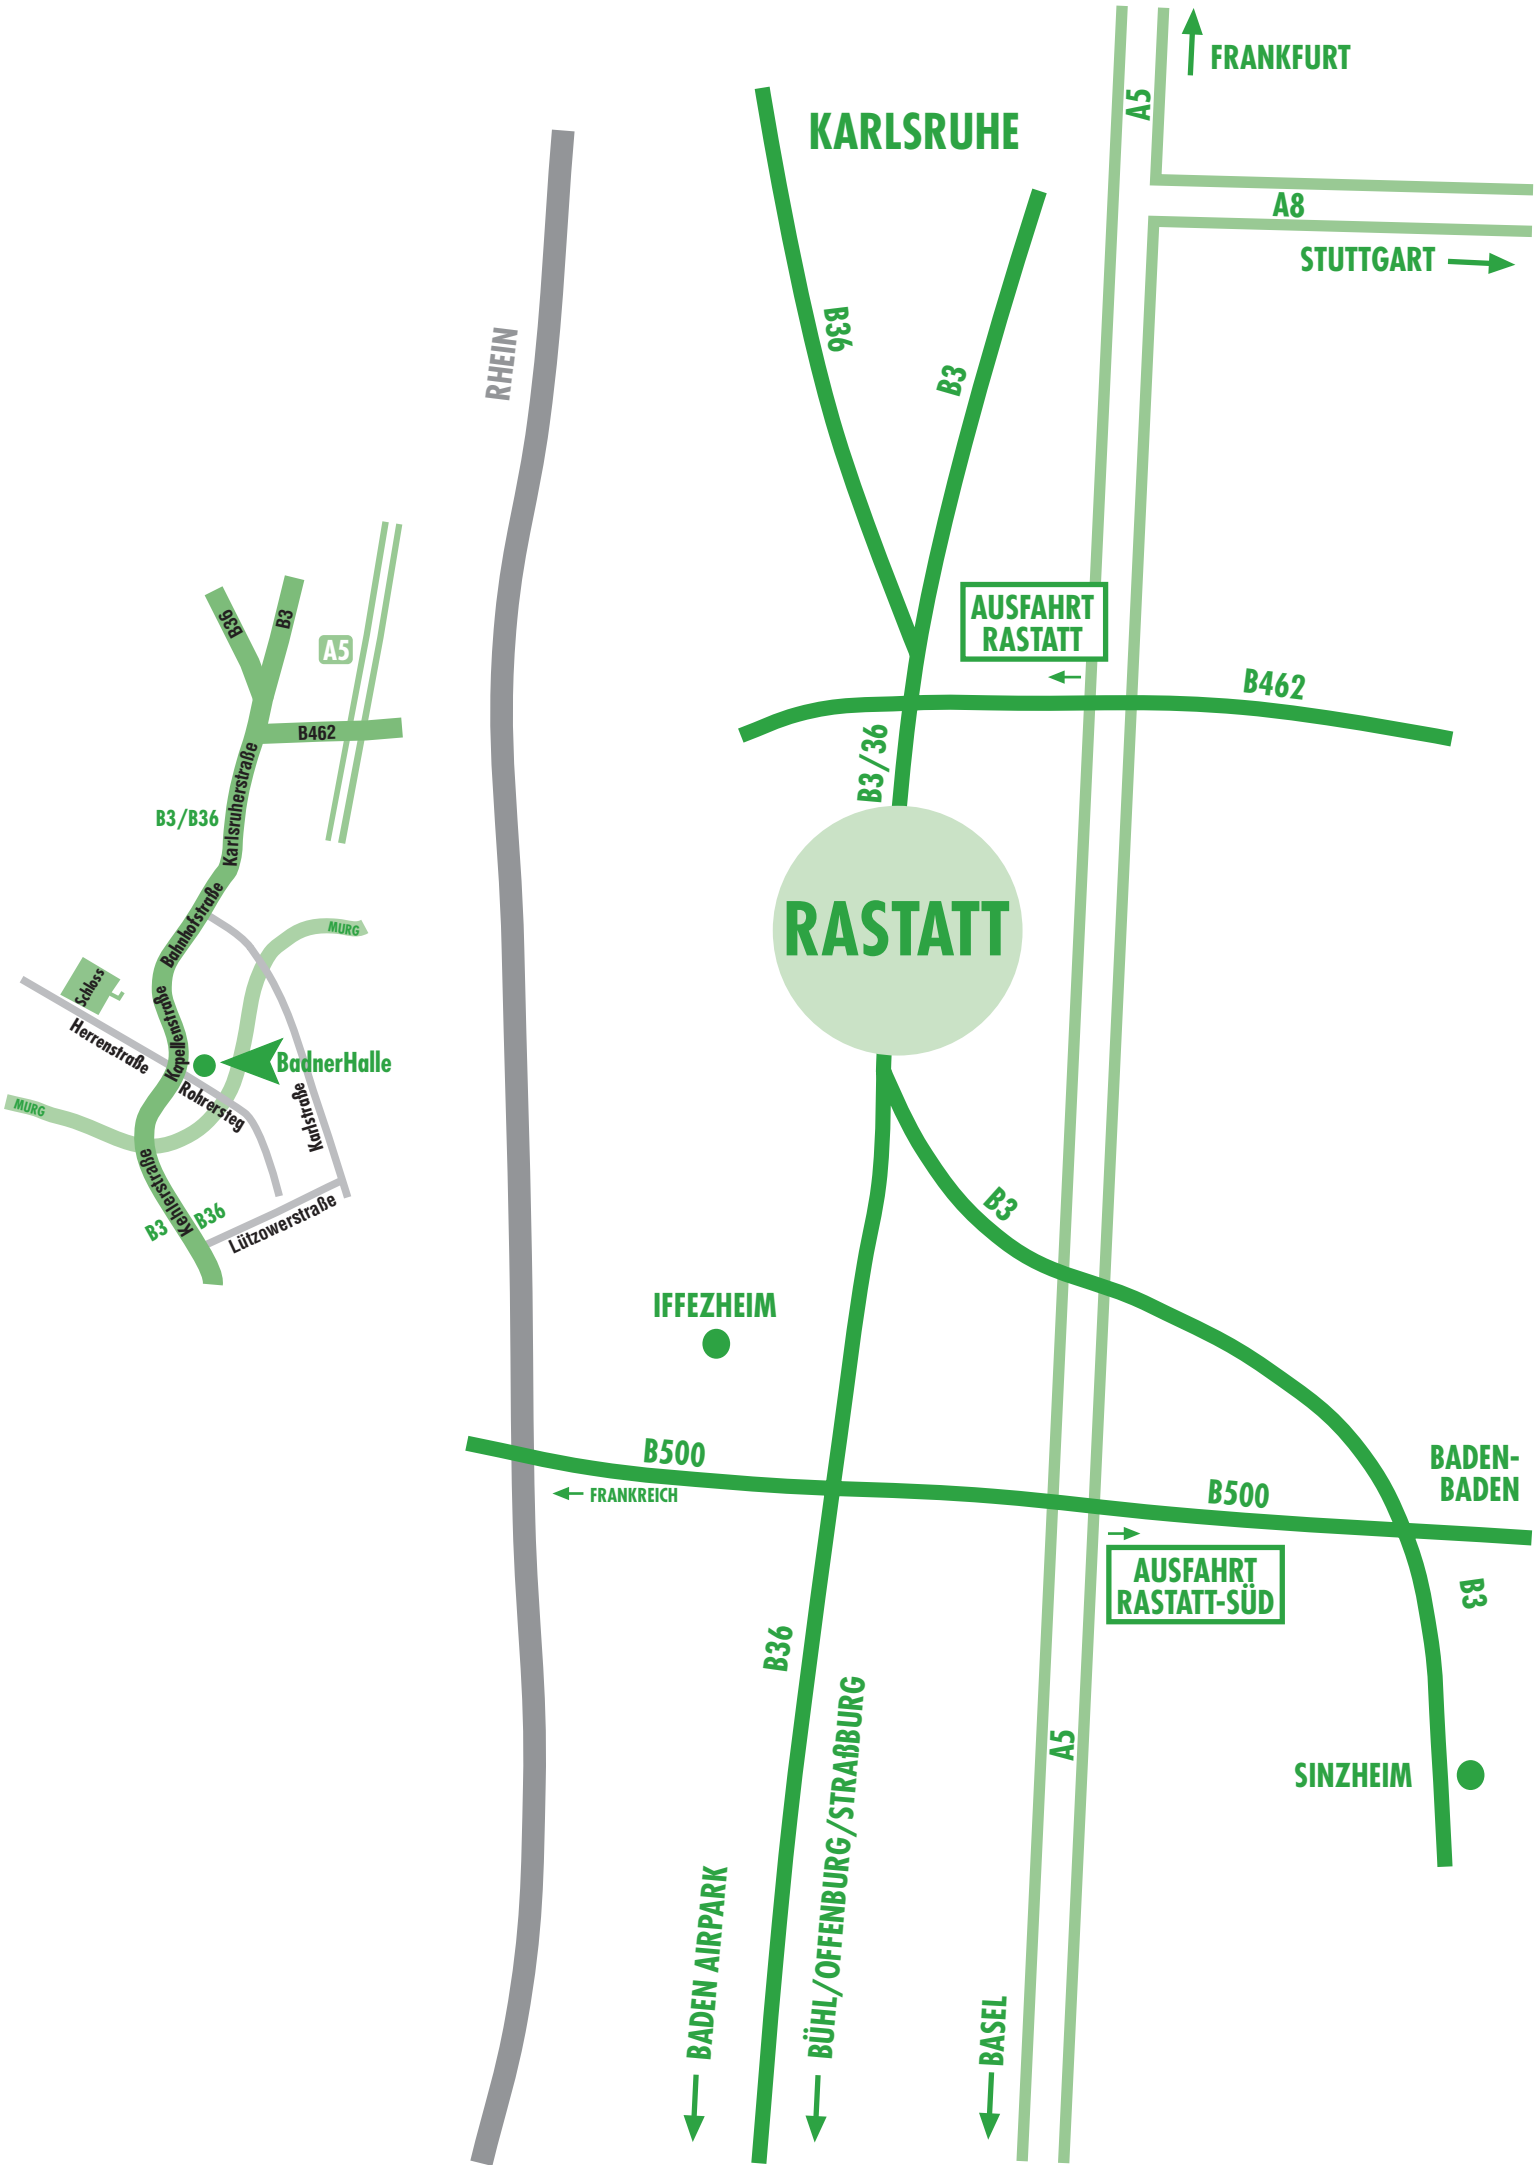 FRANKFURT
A5
KARLSRUHE
A8
STUTTGART
B36
B3
RHEIN
AUSFAHRT
RASTATT
B462
B3/36
RASTATT
B3
IFFEZHEIM
B500
FRANKREICH
B500
BADEN-
BADEN
AUSFAHRT
RASTATT-SÜD
B3
B36
A5
SINZHEIM
BADEN AIRPARK
BÜHL/OFFENBURG/STRAßBURG
BASEL
B36
B3
A5
B462
Karlsruherstraße
B3/B36
Bahnhofstraße
MURG
Schloss
Kapellenstraße
Herrenstraße
BadnerHalle
Rohrersteg
Karlstraße
MURG
Kehlerstraße
B3
B36
Lützowerstraße